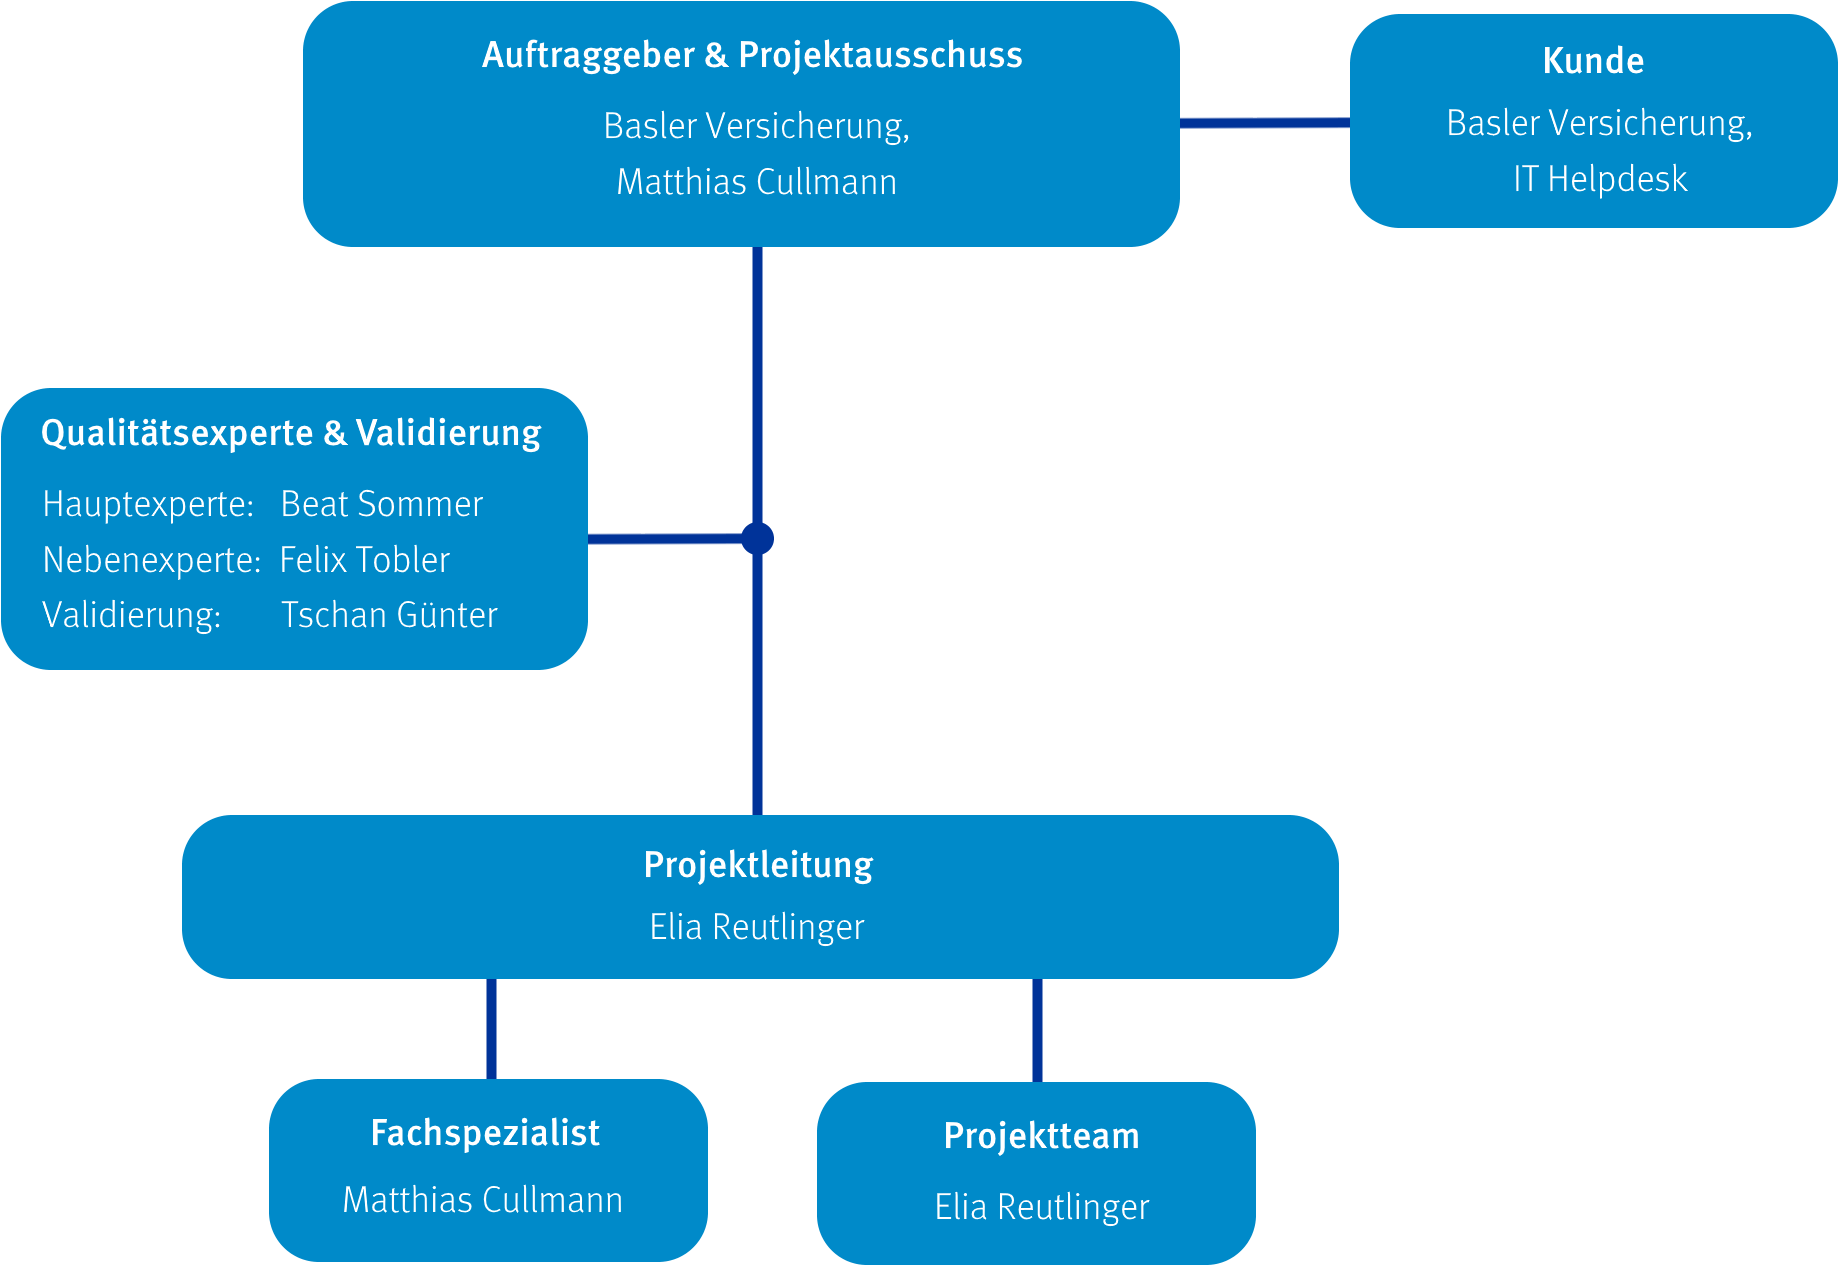 Auftraggeber & Projektausschuss
Basler Versicherung,
Matthias Cullmann
Kunde
Basler Versicherung,
IT Helpdesk
Qualitätsexperte & Validierung
Hauptexperte: Beat Sommer
Nebenexperte: Felix Tobler
Validierung: Tschan Günter
Projektleitung
Elia Reutlinger
Fachspezialist
Matthias Cullmann
Projektteam
Elia Reutlinger